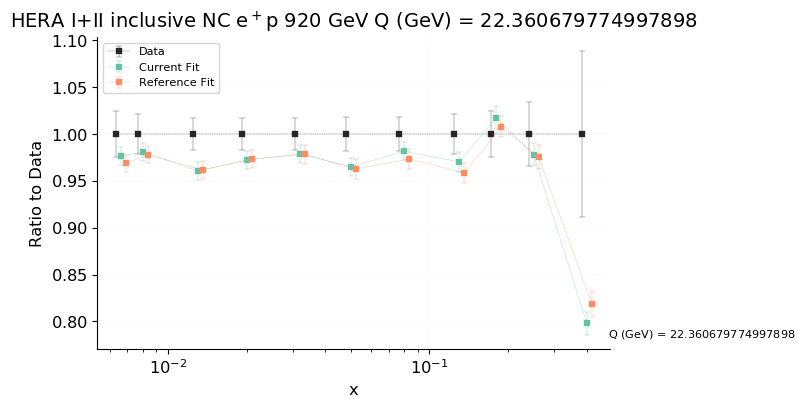 HERA I+II inclusive NC e⁺p 920 GeV Q (GeV) = 22.360679774997898
1.10
1.05
1.00
0.95
0.90
0.85
0.80
Ratio to Data
Data
Current Fit
Reference Fit
10⁻²
10⁻¹
x
Q (GeV) = 22.360679774997898